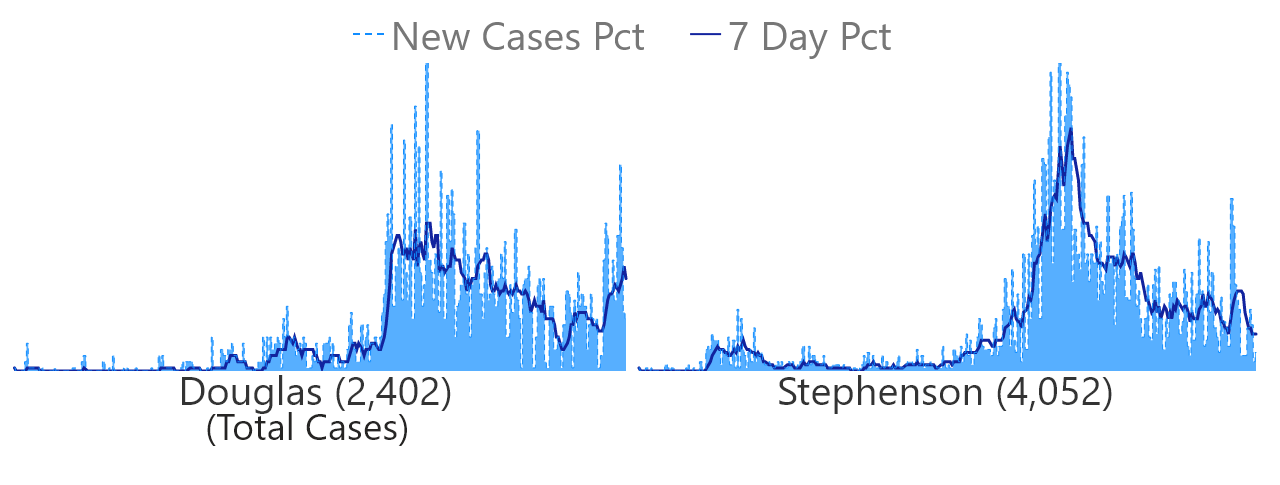 New Cases Pct 7 Day Pct
Douglas (2,402) Stephenson (4,052)
(Total Cases)